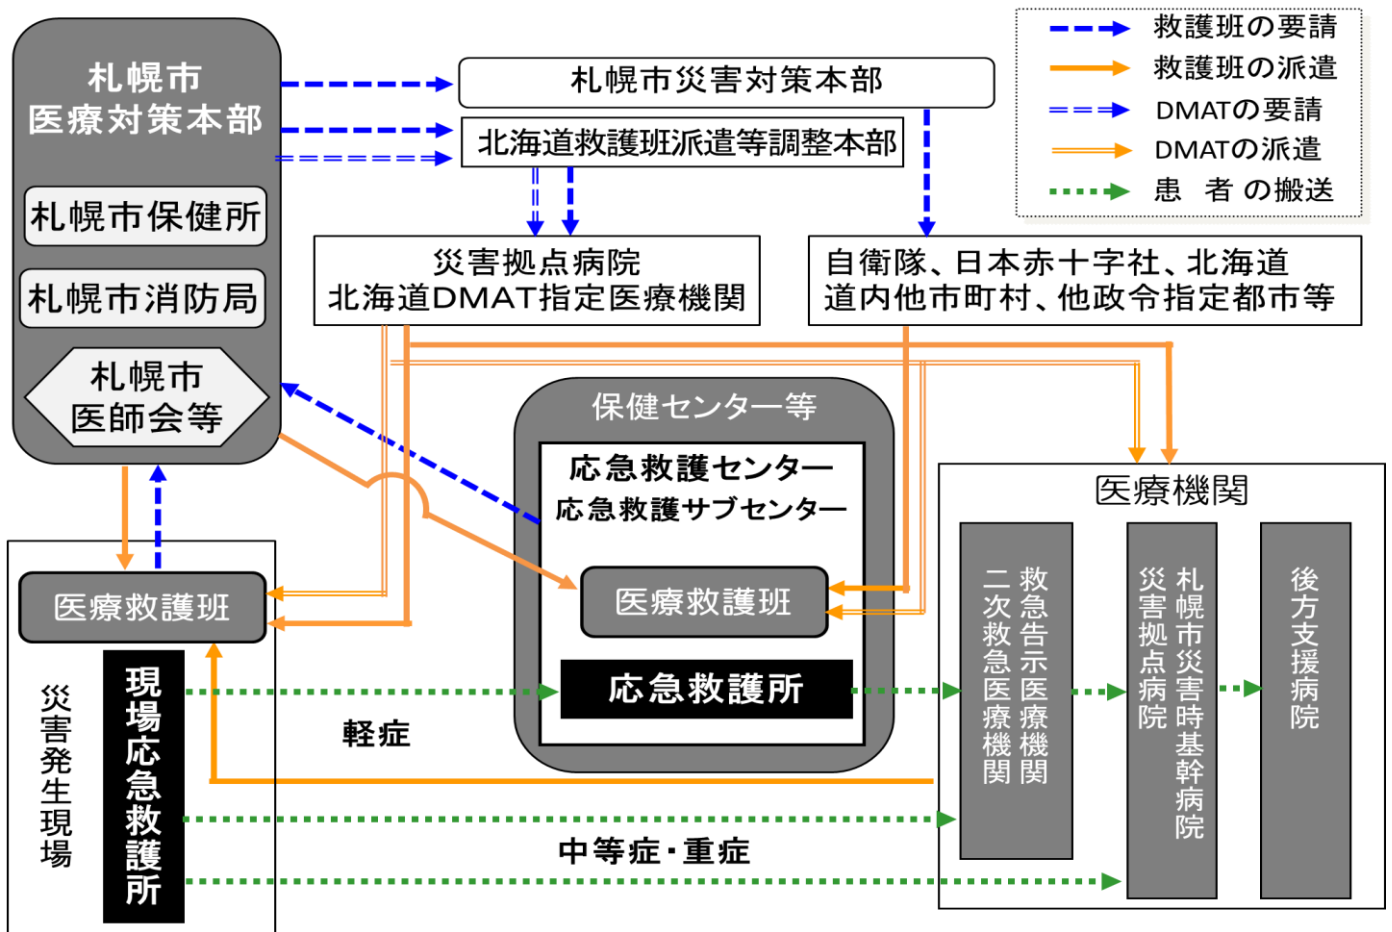 札幌市
医療対策本部
札幌市保健所
札幌市消防局
札幌市
医師会等
札幌市災害対策本部
北海道救護班派遣等調整本部
救護班の要請
救護班の派遣
DMATの要請
DMATの派遣
患 者 の搬送
災害拠点病院
北海道DMAT指定医療機関
自衛隊、日本赤十字社、北海道
道内他市町村、他政令指定都市等
保健センター等
応急救護センター
応急救護サブセンター
医療救護班
応急救護所
医療救護班
現場応急救護所
災害発生現場
軽症
中等症・重症
医療機関
救急告示医療機関
二次救急医療機関
札幌市災害時基幹病院
災害拠点病院
後方支援病院